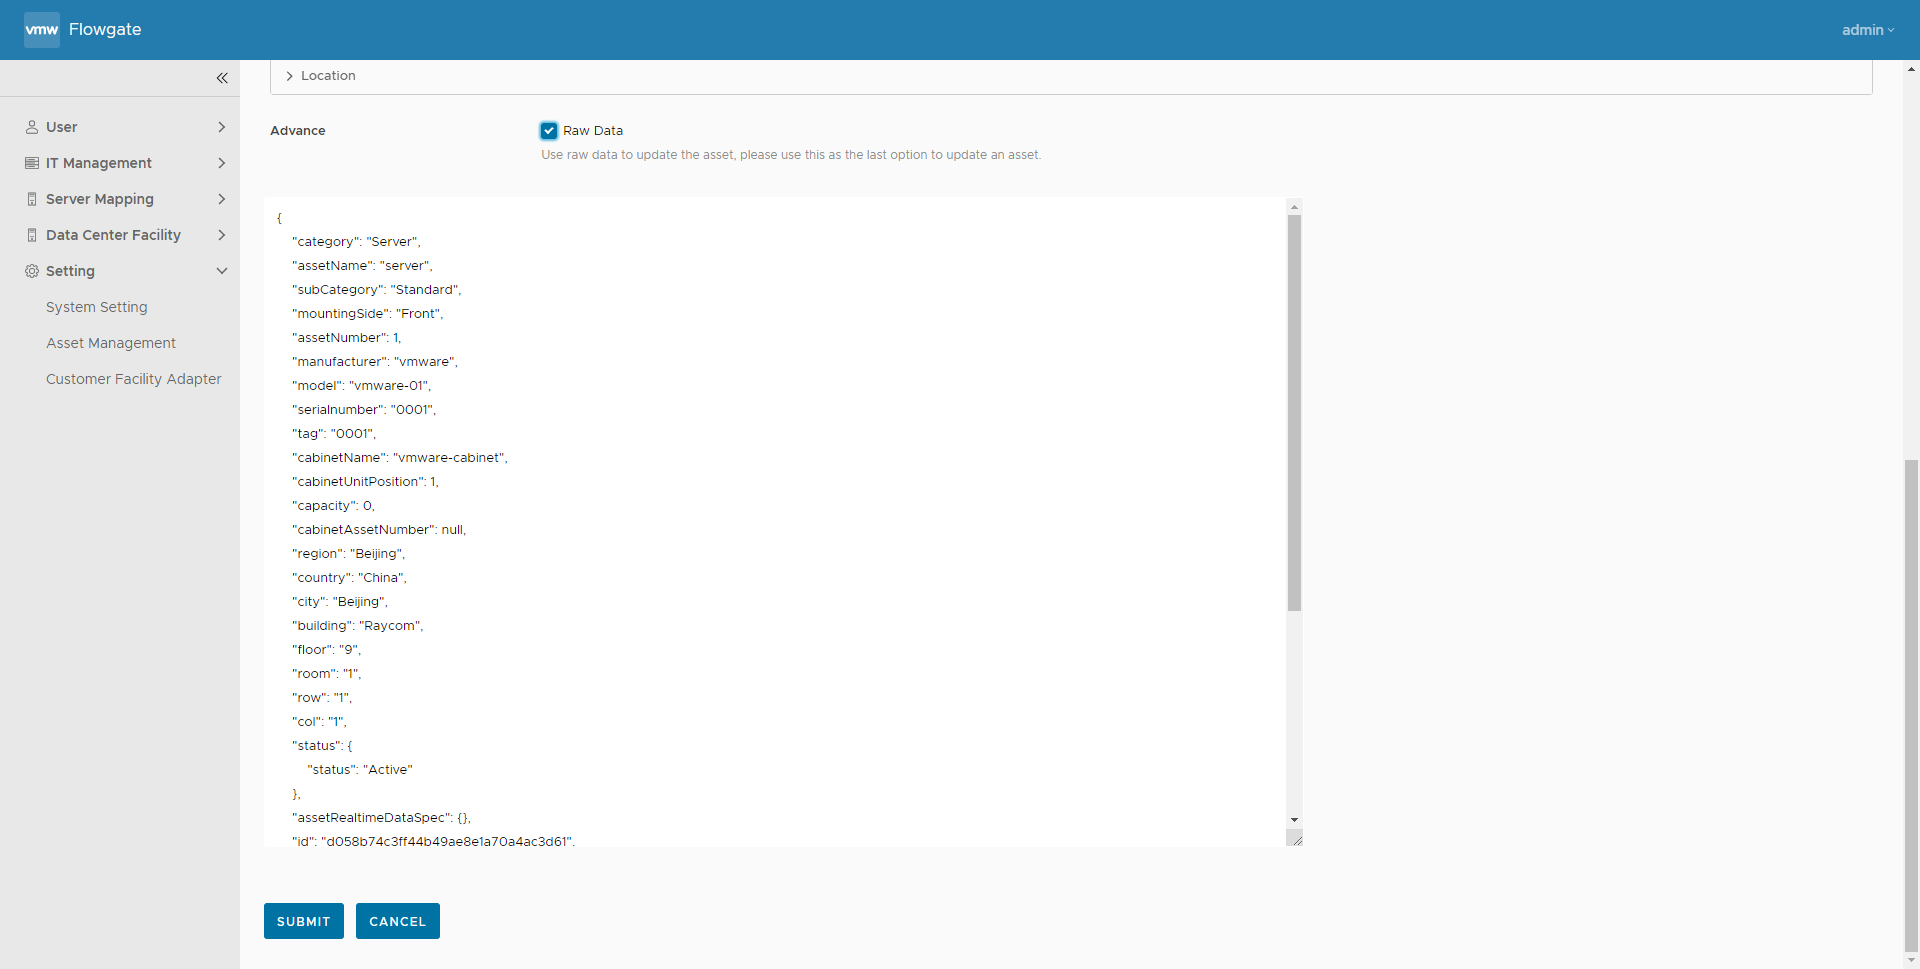 vmw Flowgate
admin
User
IT Management
Server Mapping
Data Center Facility
Setting
System Setting
Asset Management
Customer Facility Adapter
Location
Advance
Raw Data
Use raw data to update the asset, please use this as the last option to update an asset.
{
"category": "Server",
"assetName": "server",
"subCategory": "Standard",
"mountingSide": "Front",
"assetNumber": 1,
"manufacturer": "vmware",
"model": "vmware-01",
"serialnumber": "0001",
"tag": "0001",
"cabinetName": "vmware-cabinet",
"cabinetUnitPosition": 1,
"capacity": 0,
"cabinetAssetNumber": null,
"region": "Beijing",
"country": "China",
"city": "Beijing",
"building": "Raycom",
"floor": "9",
"room": "1",
"row": "1",
"col": "1",
"status": {
"status": "Active"
},
"assetRealtimeDataSpec": {},
"id": "d058b74c3ff44b49ae8e1a70a4ac3d61",
SUBMIT
CANCEL